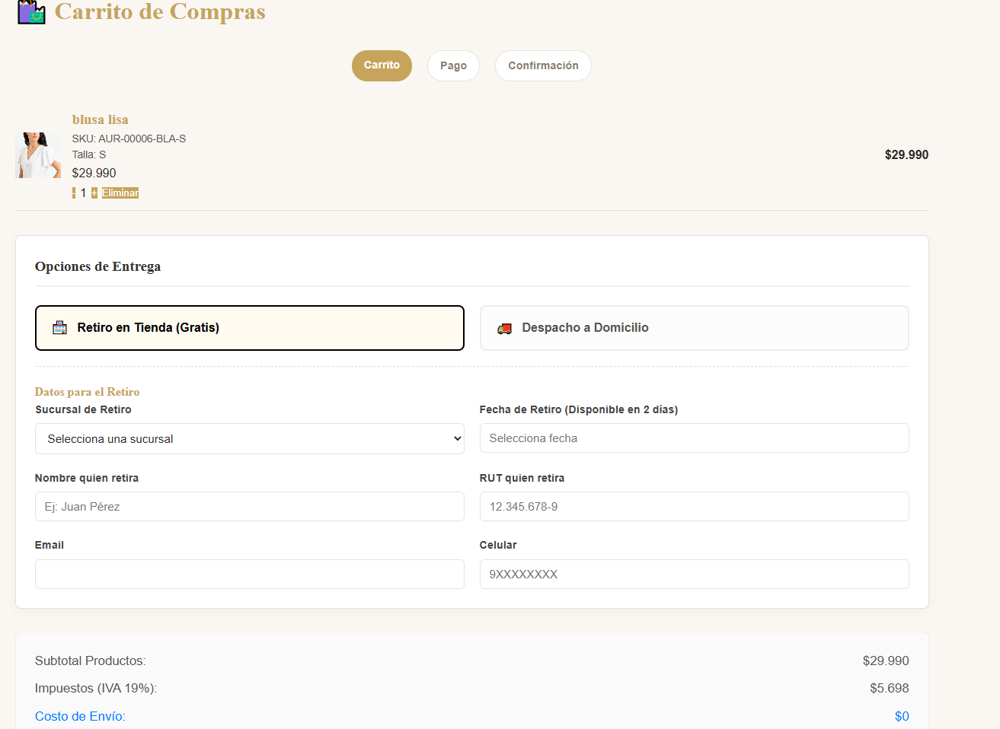 Carrito de Compras
Carrito Pago Confirmación
blusa lisa
SKU: AUR-00006-BLA-S
Talla: S
$29.990
$29.990
- 1 + Eliminar
Opciones de Entrega
Retiro en Tienda (Gratis) Despacho a Domicilio
Datos para el Retiro
Sucursal de Retiro Fecha de Retiro (Disponible en 2 días)
Selecciona una sucursal Selecciona fecha
Nombre quien retira RUT quien retira
Ej: Juan Pérez 12.345.678-9
Email Celular
9XXXXXXXX
Subtotal Productos: $29.990
Impuestos (IVA 19%): $5.698
Costo de Envío: $0